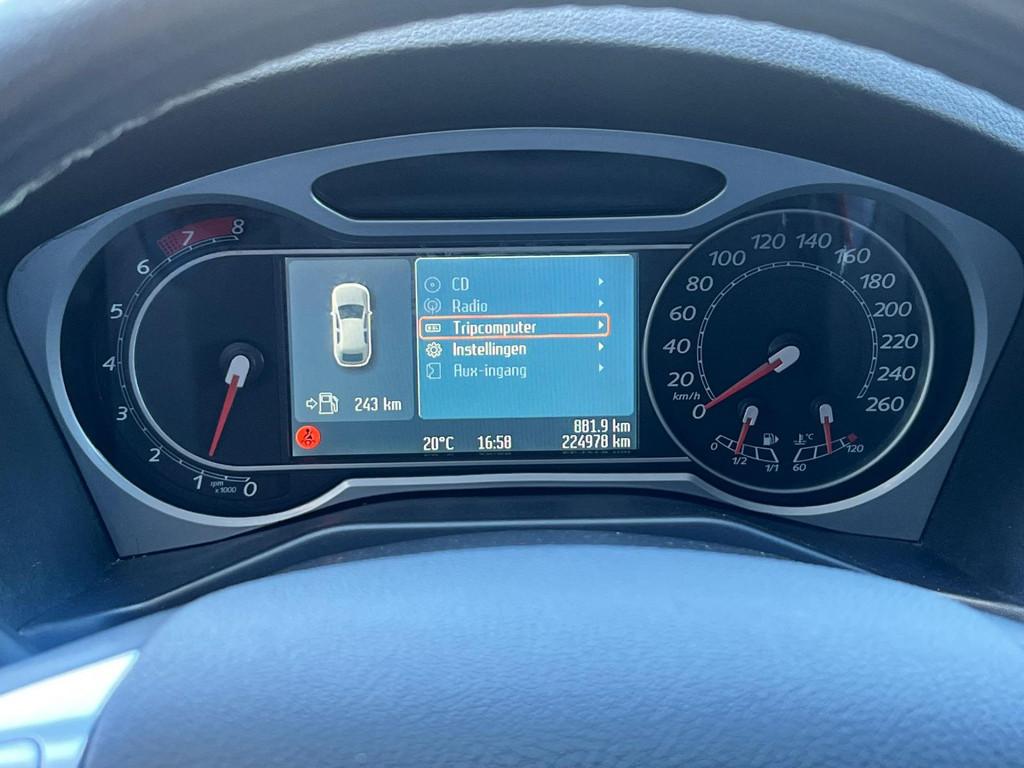 8
7
6
5
4
3
2
1
0
rpm
x1000
243 km
CD
Radio
Tripcomputer
Instellingen
Aux-ingang
881.9 km
20°C 16:58 224978 km
0
20
40
60
80
100
120
140
160
180
200
220
240
260
km/h
0
1/2
1/1
°C
60
120